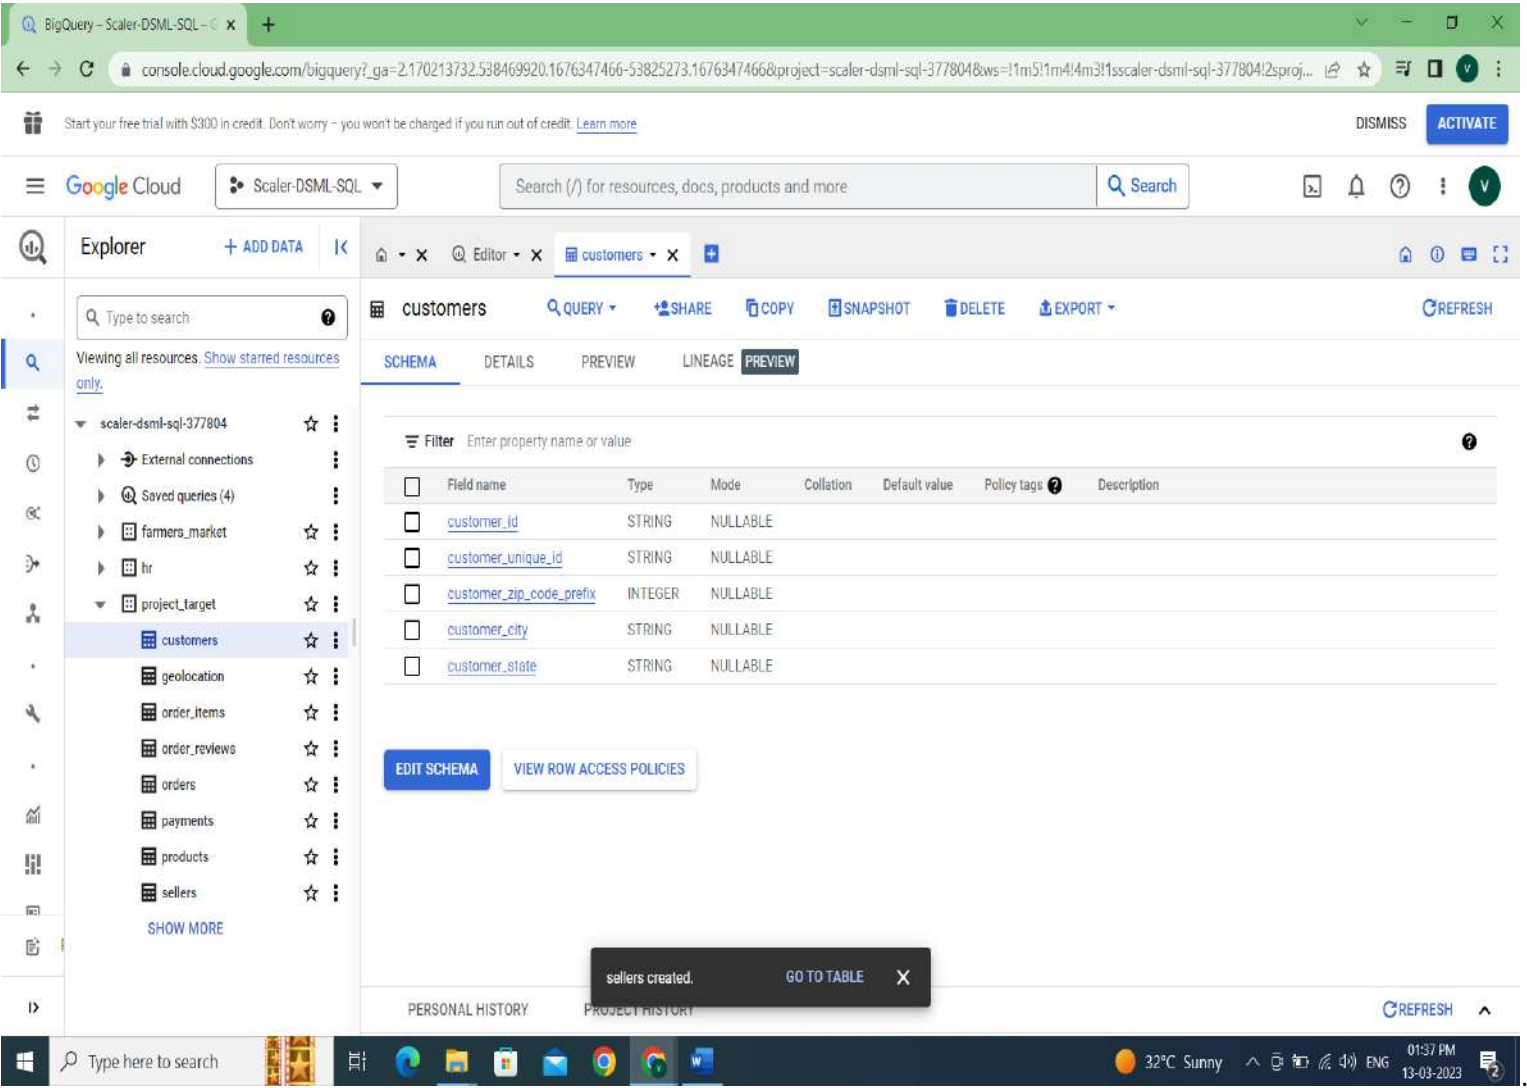 BigQuery – Scaler-DSML-SQL – G
console.cloud.google.com/bigquery?_ga=2.170213732.538469920.1676347466-53825273.1676347466&project=scaler-dsml-sql-377804&ws=!1m5!1m4!4m3!1sscaler-dsml-sql-377804!2sproj...
V
Start your free trial with $300 in credit. Don't worry – you won't be charged if you run out of credit. Learn more
DISMISS
ACTIVATE
Google Cloud
Scaler-DSML-SQL
Search (/) for resources, docs, products and more
Search
V
Explorer
+ ADD DATA
Editor
customers
Type to search
Viewing all resources. Show starred resources
only.
scaler-dsml-sql-377804
External connections
Saved queries (4)
farmers_market
hr
project_target
customers
geolocation
order_items
order_reviews
orders
payments
products
sellers
SHOW MORE
customers
QUERY
SHARE
COPY
SNAPSHOT
DELETE
EXPORT
REFRESH
SCHEMA
DETAILS
PREVIEW
LINEAGE PREVIEW
Filter Enter property name or value
Field name Type Mode Collation Default value Policy tags Description
customer_id STRING NULLABLE
customer_unique_id STRING NULLABLE
customer_zip_code_prefix INTEGER NULLABLE
customer_city STRING NULLABLE
customer_state STRING NULLABLE
EDIT SCHEMA
VIEW ROW ACCESS POLICIES
sellers created.
GO TO TABLE
PERSONAL HISTORY
PROJECT HISTORY
REFRESH
Type here to search
32°C Sunny
ENG
01:37 PM
13-03-2023
2